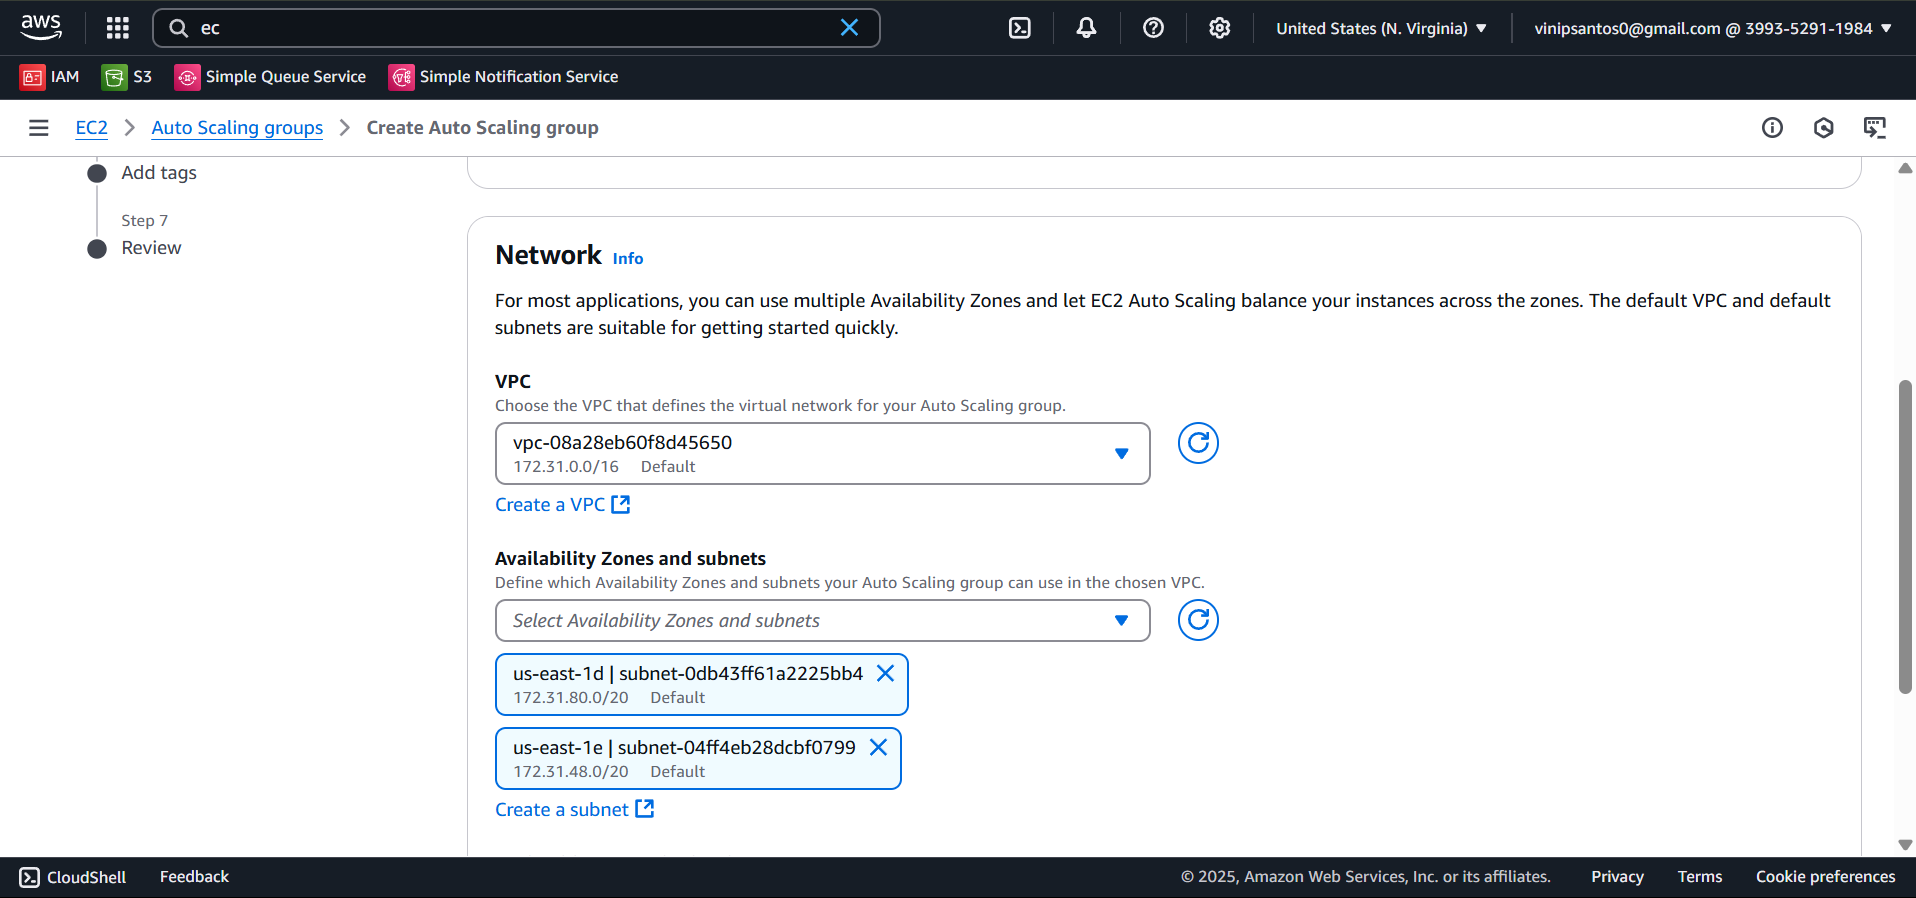 aws
ec
United States (N. Virginia)
vinipsantos0@gmail.com @ 3993-5291-1984
IAM
S3
Simple Queue Service
Simple Notification Service
EC2
Auto Scaling groups
Create Auto Scaling group
Add tags
Step 7
Review
Network Info
For most applications, you can use multiple Availability Zones and let EC2 Auto Scaling balance your instances across the zones. The default VPC and default
subnets are suitable for getting started quickly.
VPC
Choose the VPC that defines the virtual network for your Auto Scaling group.
vpc-08a28eb60f8d45650
172.31.0.0/16 Default
Create a VPC
Availability Zones and subnets
Define which Availability Zones and subnets your Auto Scaling group can use in the chosen VPC.
Select Availability Zones and subnets
us-east-1d | subnet-0db43ff61a2225bb4
172.31.80.0/20 Default
us-east-1e | subnet-04ff4eb28dcbf0799
172.31.48.0/20 Default
Create a subnet
CloudShell
Feedback
© 2025, Amazon Web Services, Inc. or its affiliates.
Privacy
Terms
Cookie preferences